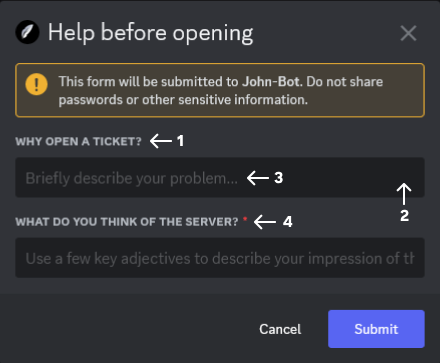 Help before opening
This form will be submitted to John-Bot. Do not share
passwords or other sensitive information.
WHY OPEN A TICKET? ← 1
Briefly describe your problem... ← 3
↑
2
WHAT DO YOU THINK OF THE SERVER? * ← 4
Use a few key adjectives to describe your impression of th
Cancel Submit